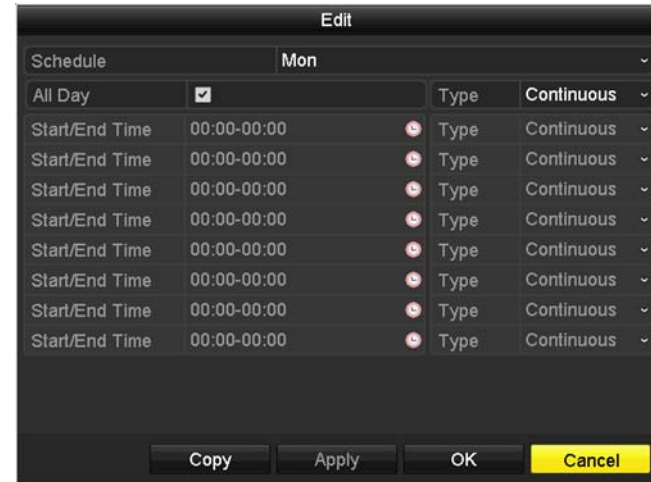 Edit
Schedule Mon
All Day Type Continuous
Start/End Time 00:00-00:00 Type Continuous
Start/End Time 00:00-00:00 Type Continuous
Start/End Time 00:00-00:00 Type Continuous
Start/End Time 00:00-00:00 Type Continuous
Start/End Time 00:00-00:00 Type Continuous
Start/End Time 00:00-00:00 Type Continuous
Start/End Time 00:00-00:00 Type Continuous
Start/End Time 00:00-00:00 Type Continuous
Copy Apply OK Cancel